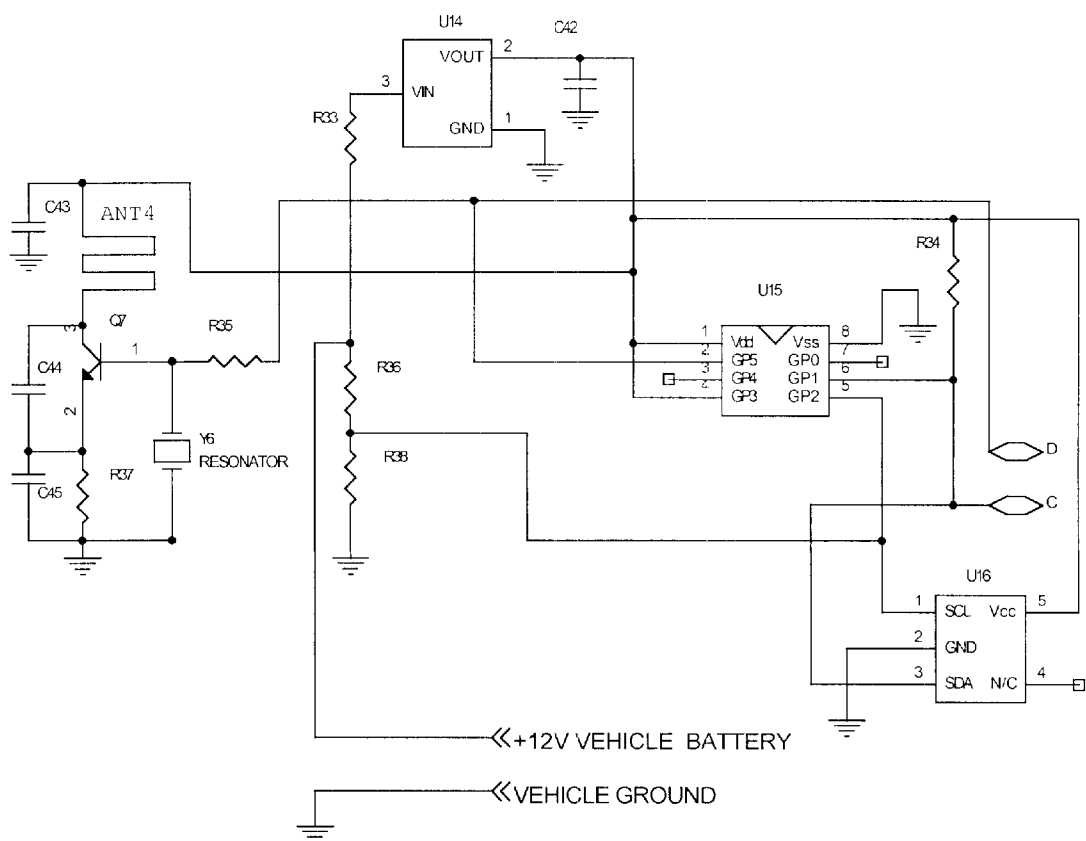 U14
C42
VOUT
2
3
VIN
R33
GND
1
C43
ANT4
R34
U15
3
Q7
1
R35
1
Vdd
Vss
8
2
GP5
GP0
7
3
GP4
GP1
6
4
GP3
GP2
5
C44
R36
2
Y6
RESONATOR
D
C45
R37
R38
C
U16
1
SCL
Vcc
5
2
GND
3
SDA
N/C
4
+12V VEHICLE BATTERY
VEHICLE GROUND